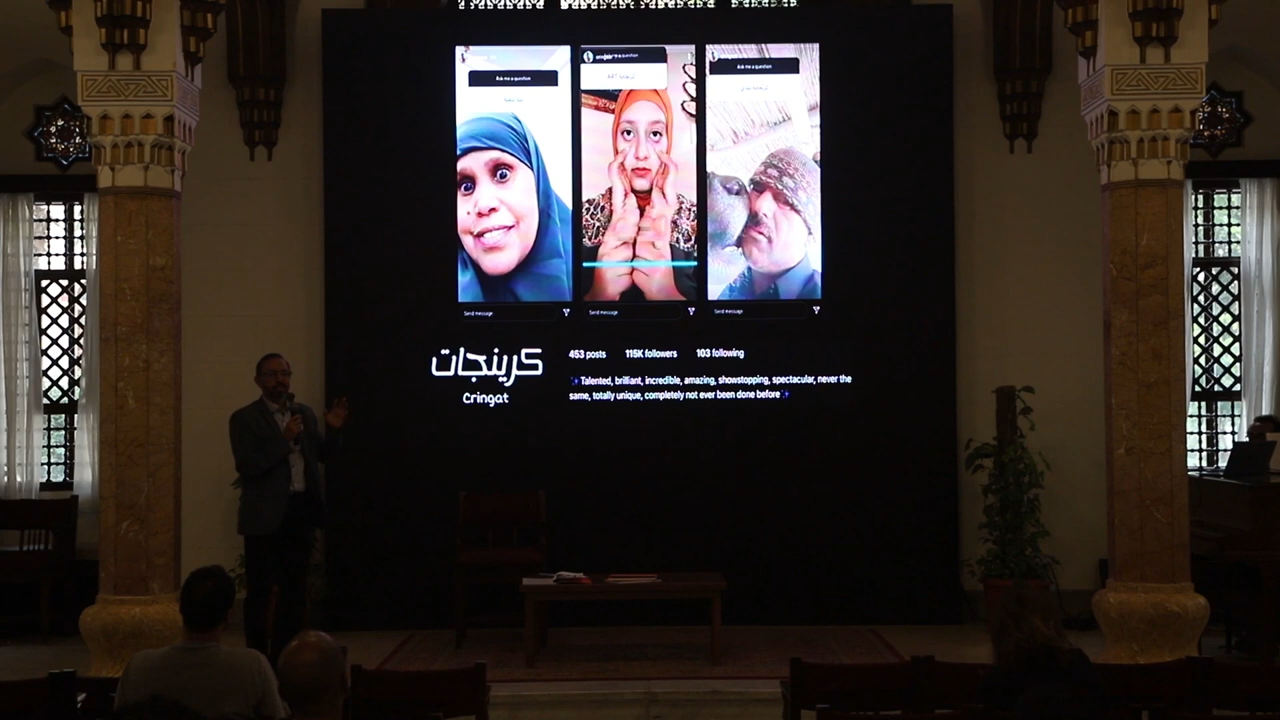 Ask me a question
Ask me a question
ART
Ask me a question
Send message
Send message
Send message
كرينجات
Cringat
453 posts 115K followers 103 following
✨Talented, brilliant, incredible, amazing, showstopping, spectacular, never the
same, totally unique, completely not ever been done before✨